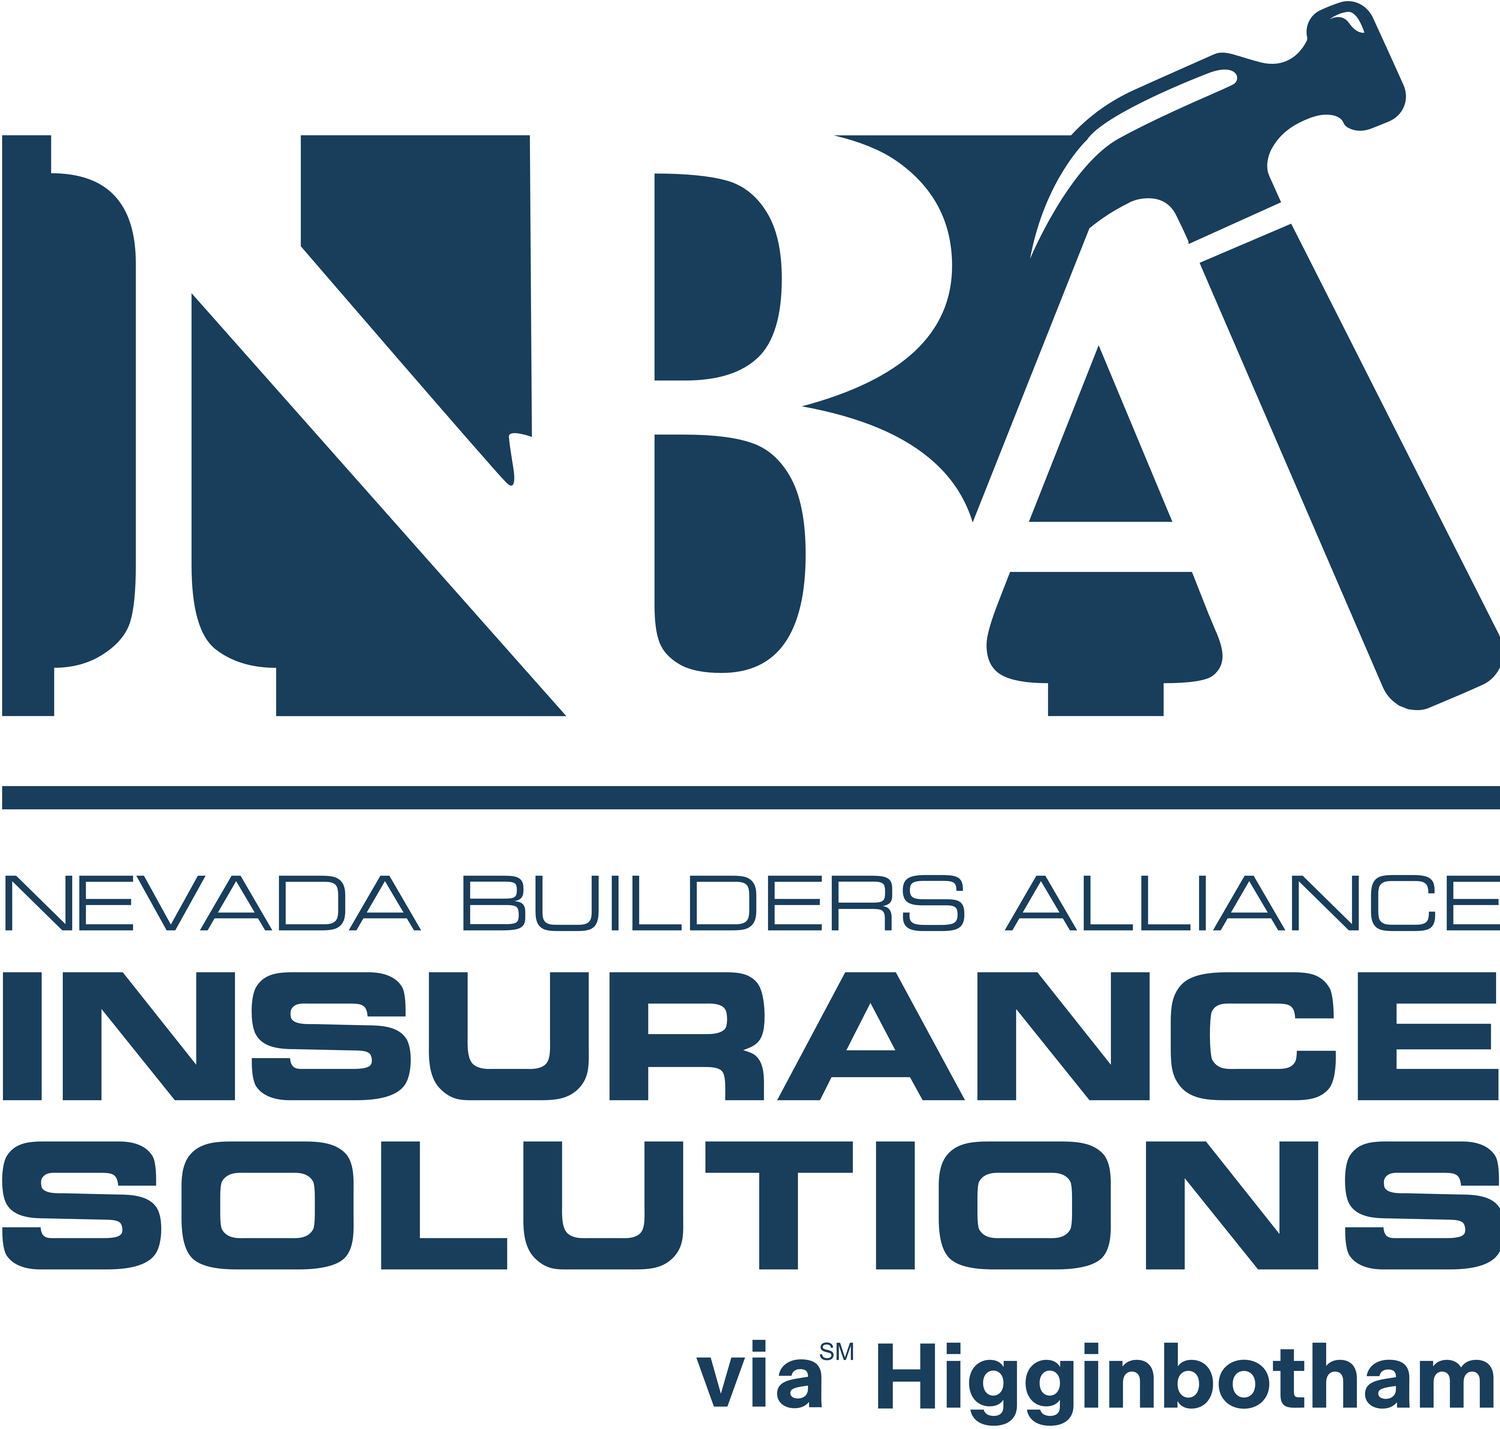 NBA
NEVADA BUILDERS ALLIANCE
INSURANCE
SOLUTIONS
via℠ Higginbotham